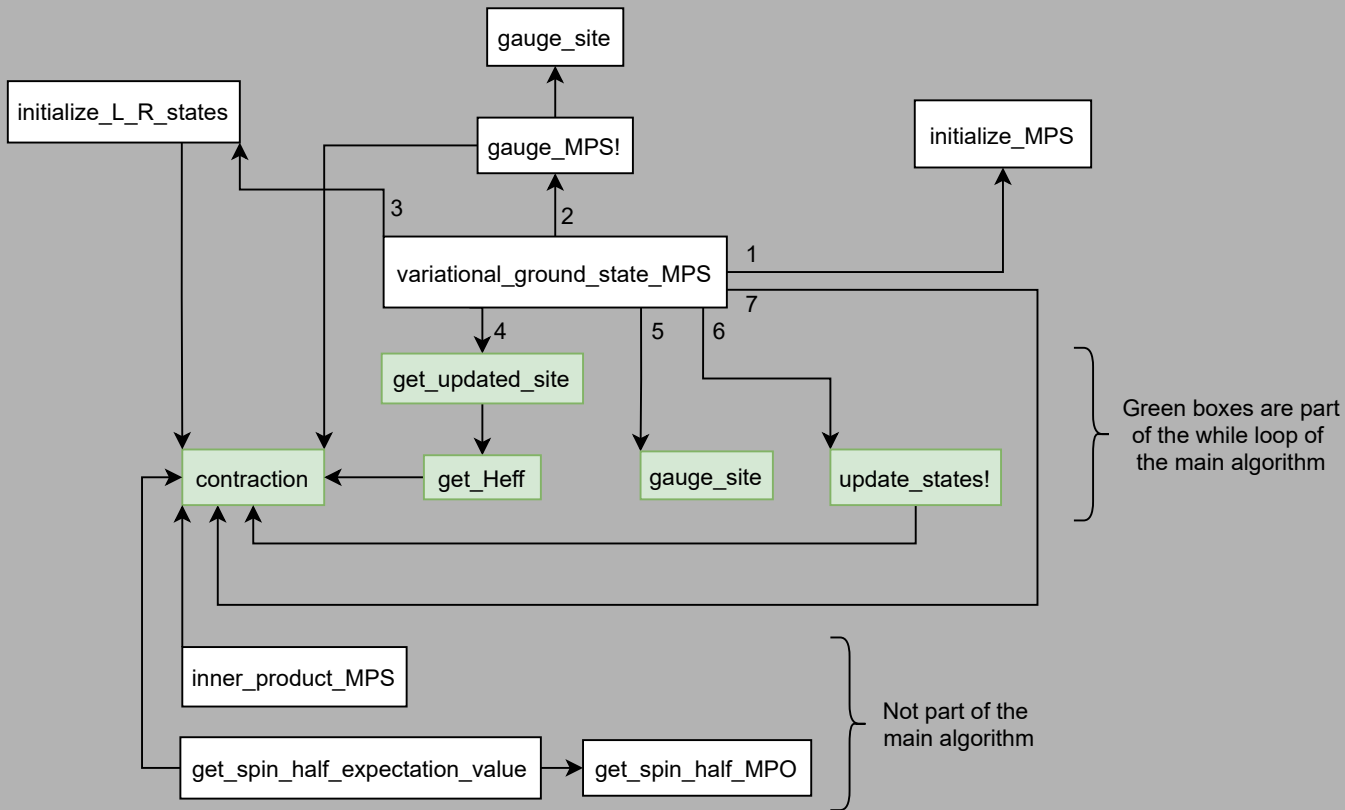 gauge_site
initialize_L_R_states
gauge_MPS!
initialize_MPS
3
2
variational_ground_state_MPS
1
7
4
5
6
get_updated_site
Green boxes are part
of the while loop of
the main algorithm
contraction
get_Heff
gauge_site
update_states!
inner_product_MPS
Not part of the
main algorithm
get_spin_half_expectation_value
get_spin_half_MPO